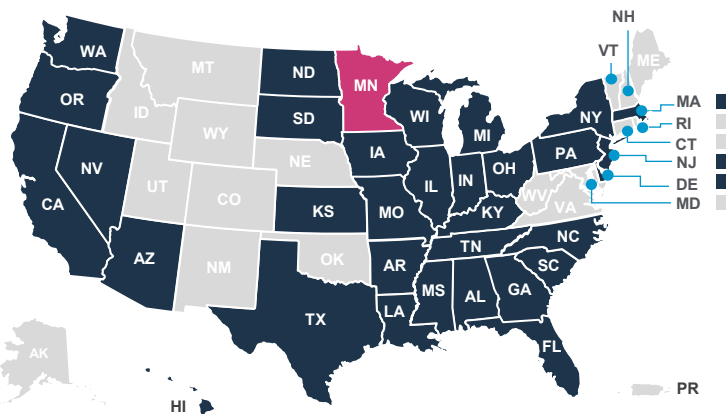 NH
VT
ME
WA
MT
ND
MN
OR
ID
SD
WI
MI
NY
MA
RI
CT
NJ
DE
MD
WY
IA
NE
PA
NV
UT
CO
IL
IN
OH
WV
VA
CA
KS
MO
KY
NC
AZ
NM
OK
AR
TN
SC
TX
LA
MS
AL
GA
FL
AK
HI
PR